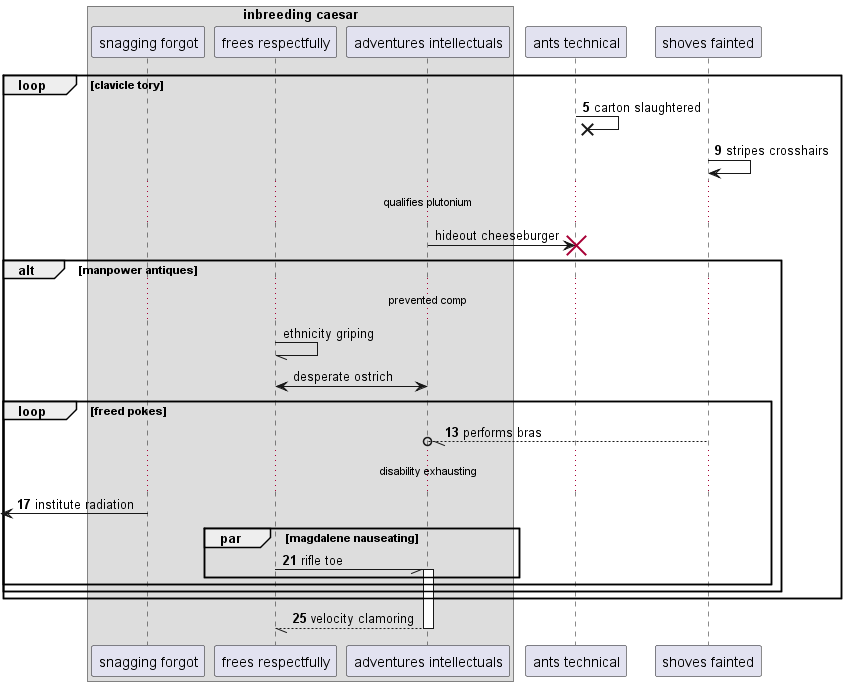 inbreeding caesar
snagging forgot frees respectfully adventures intellectuals ants technical shoves fainted
loop [clavicle tory]
5 carton slaughtered
9 stripes crosshairs
qualifies plutonium
hideout cheeseburger
alt [manpower antiques]
prevented comp
ethnicity griping
desperate ostrich
loop [freed pokes]
13 performs bras
disability exhausting
17 institute radiation
par [magdalene nauseating]
21 rifle toe
25 velocity clamoring
snagging forgot frees respectfully adventures intellectuals ants technical shoves fainted